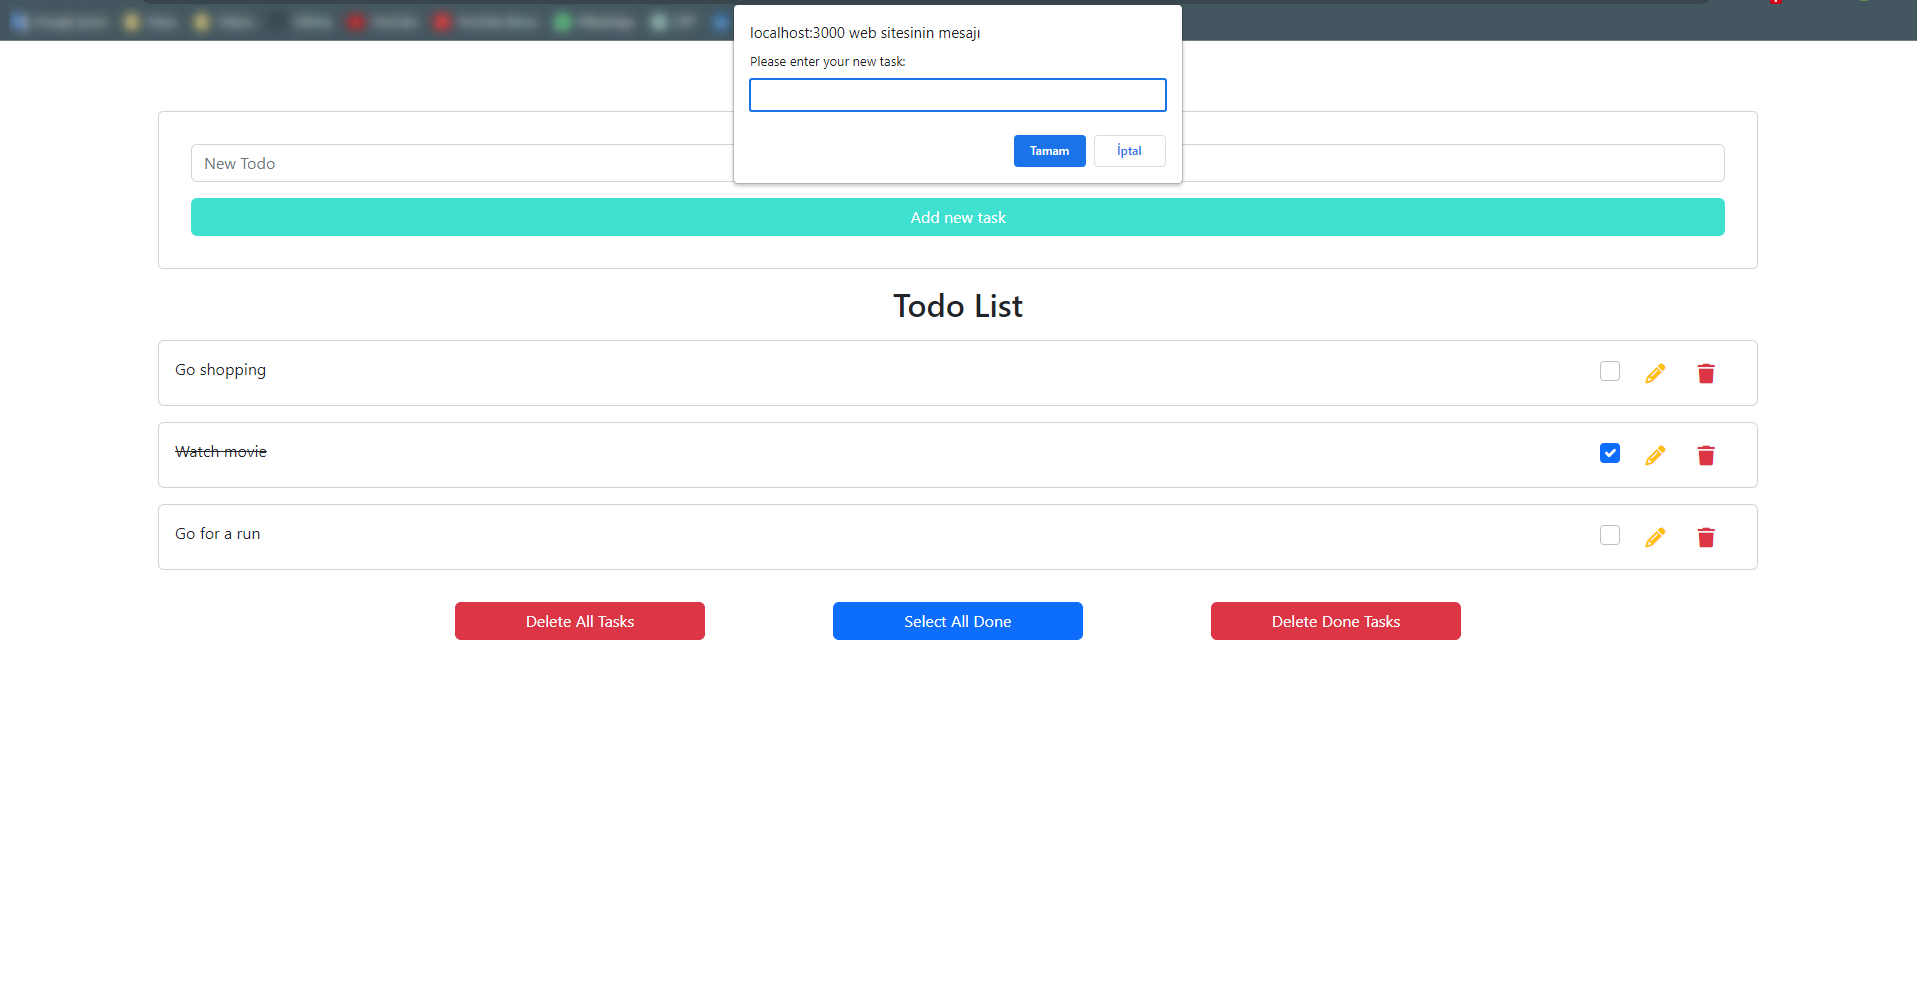 localhost:3000 web sitesinin mesajı
Please enter your new task:
Tamam
İptal
New Todo
Add new task
Todo List
Go shopping
Watch movie
Go for a run
Delete All Tasks
Select All Done
Delete Done Tasks